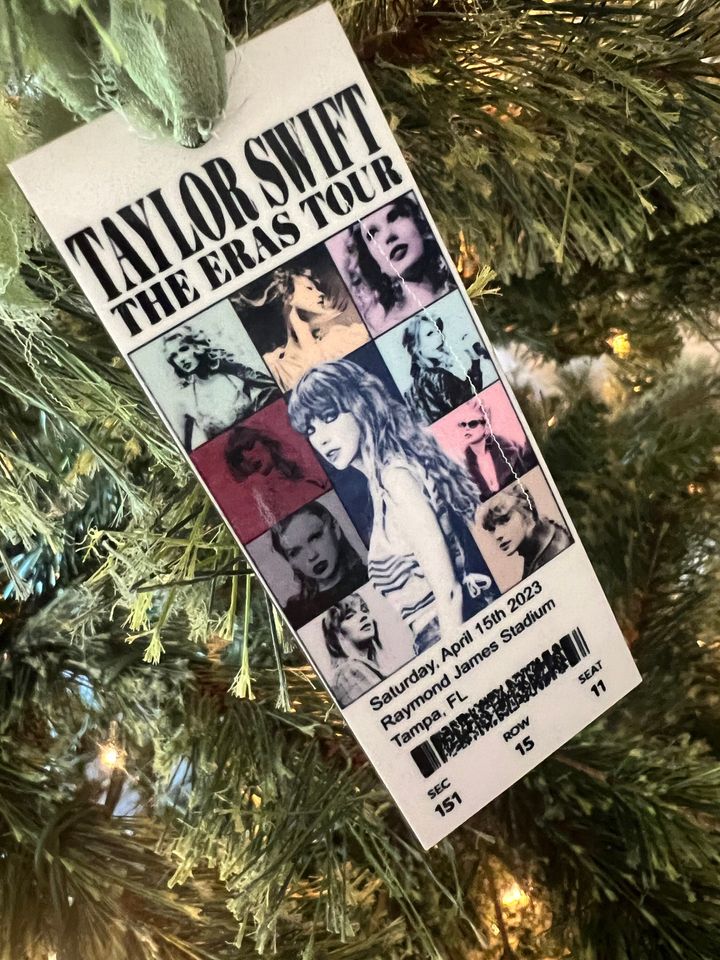 TAYLOR SWIFT
THE ERAS TOUR
Saturday, April 15th 2023
Raymond James Stadium
Tampa, FL
SEC
151
ROW
15
SEAT
11